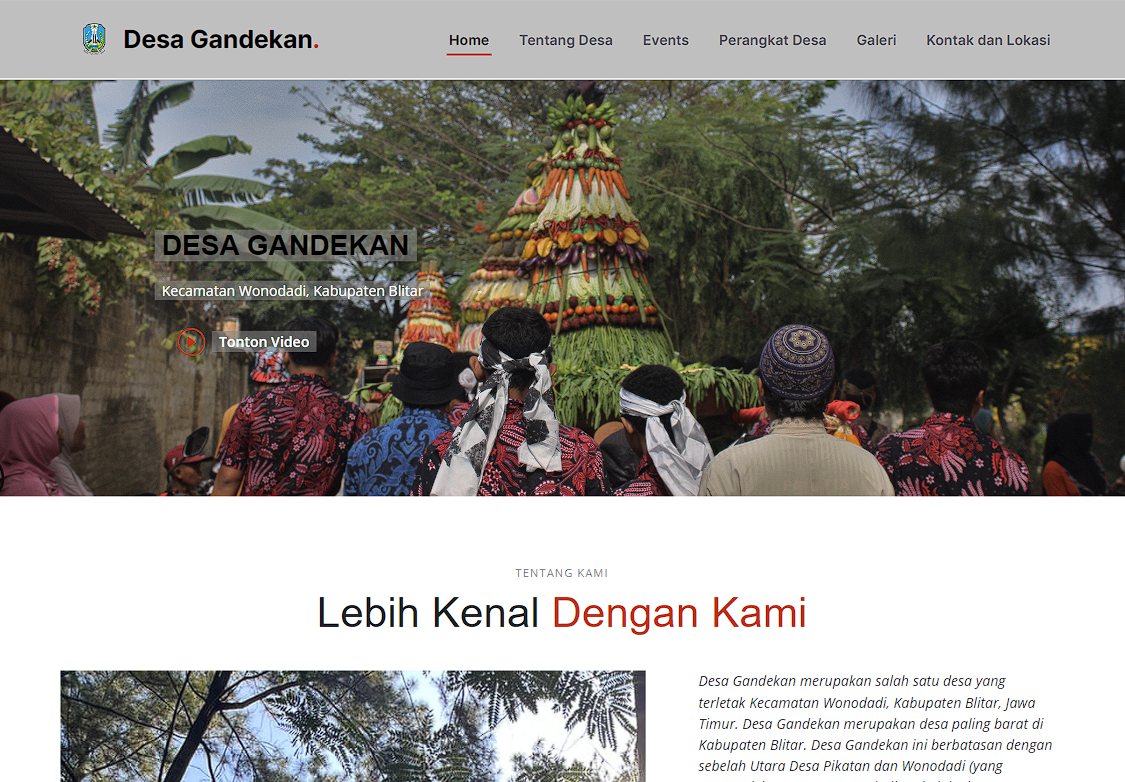 Desa Gandekan.
Home
Tentang Desa
Events
Perangkat Desa
Galeri
Kontak dan Lokasi
DESA GANDEKAN
Kecamatan Wonodadi, Kabupaten Blitar
Tonton Video
TENTANG KAMI
Lebih Kenal Dengan Kami
Desa Gandekan merupakan salah satu desa yang
terletak Kecamatan Wonodadi, Kabupaten Blitar, Jawa
Timur. Desa Gandekan merupakan desa paling barat di
Kabupaten Blitar. Desa Gandekan ini berbatasan dengan
sebelah Utara Desa Pikatan dan Wonodadi (yang